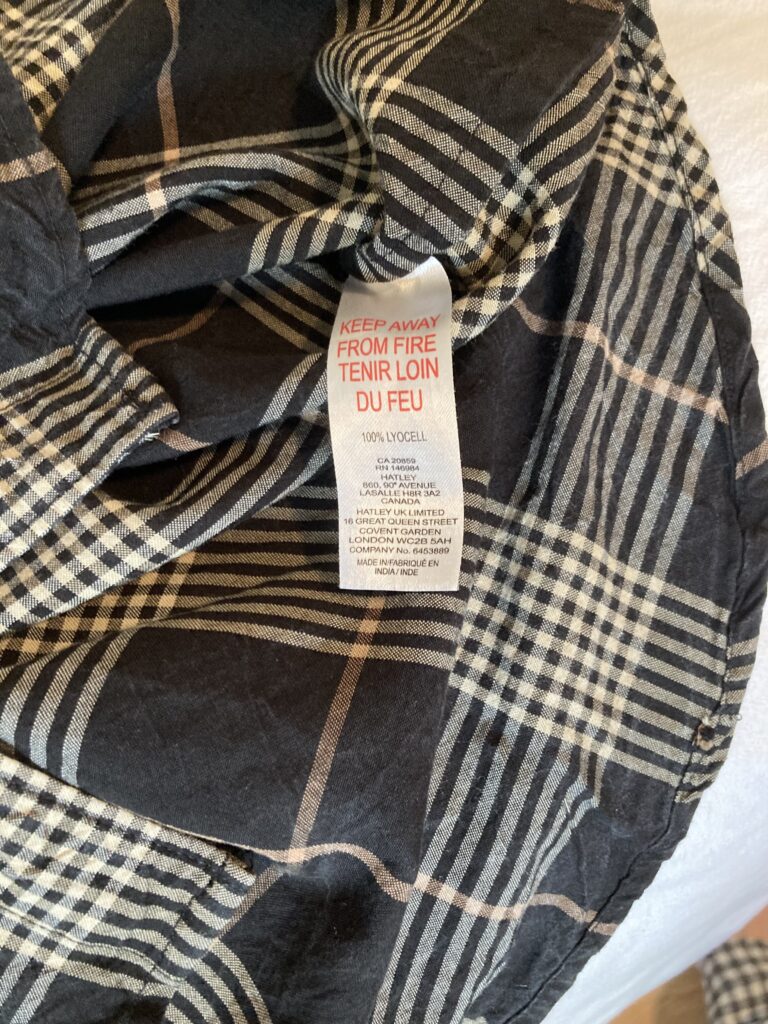 KEEP AWAY
FROM FIRE
TENIR LOIN
DU FEU
100% LYOCELL
CA 20859
RN 146984
HATLEY
860, 90E AVENUE
LASALLE H8R 3A2
CANADA
HATLEY UK LIMITED
16 GREAT QUEEN STREET
COVENT GARDEN
LONDON WC2B 5AH
COMPANY No. 6453889
MADE IN/FABRIQUÉ EN
INDIA/INDE